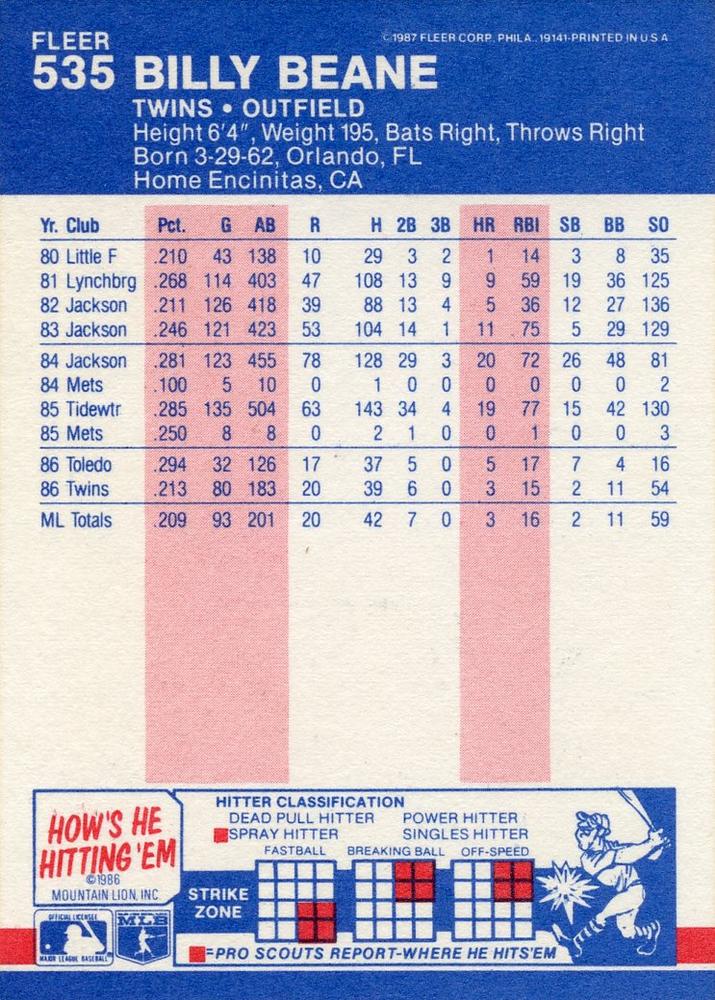 FLEER
©1987 FLEER CORP. PHILA., 19141-PRINTED IN U S A
535 BILLY BEANE
TWINS • OUTFIELD
Height 6'4", Weight 195, Bats Right, Throws Right
Born 3-29-62, Orlando, FL
Home Encinitas, CA
Yr. Club Pct. G AB R H 2B 3B HR RBI SB BB SO
80 Little F .210 43 138 10 29 3 2 1 14 3 8 35
81 Lynchbrg .268 114 403 47 108 13 9 9 59 19 36 125
82 Jackson .211 126 418 39 88 13 4 5 36 12 27 136
83 Jackson .246 121 423 53 104 14 1 11 75 5 29 129
84 Jackson .281 123 455 78 128 29 3 20 72 26 48 81
84 Mets .100 5 10 0 1 0 0 0 0 0 0 2
85 Tidewtr .285 135 504 63 143 34 4 19 77 15 42 130
85 Mets .250 8 8 0 2 1 0 0 1 0 0 3
86 Toledo .294 32 126 17 37 5 0 5 17 7 4 16
86 Twins .213 80 183 20 39 6 0 3 15 2 11 54
ML Totals .209 93 201 20 42 7 0 3 16 2 11 59
HOW'S HE
HITTING 'EM
©1986
MOUNTAIN LION, INC.
OFFICIAL LICENSEE
MAJOR LEAGUE BASEBALL
MLB
HITTER CLASSIFICATION
DEAD PULL HITTER POWER HITTER
SPRAY HITTER SINGLES HITTER
FASTBALL BREAKING BALL OFF-SPEED
STRIKE
ZONE
=PRO SCOUTS REPORT-WHERE HE HITS'EM